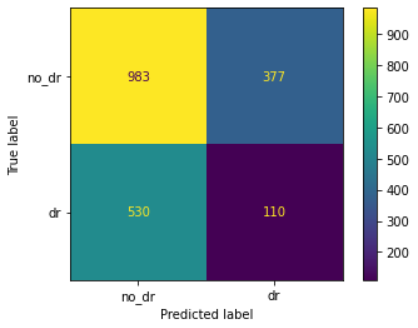 no_dr
983
377
dr
530
110
no_dr
dr
Predicted label
True label
900
800
700
600
500
400
300
200